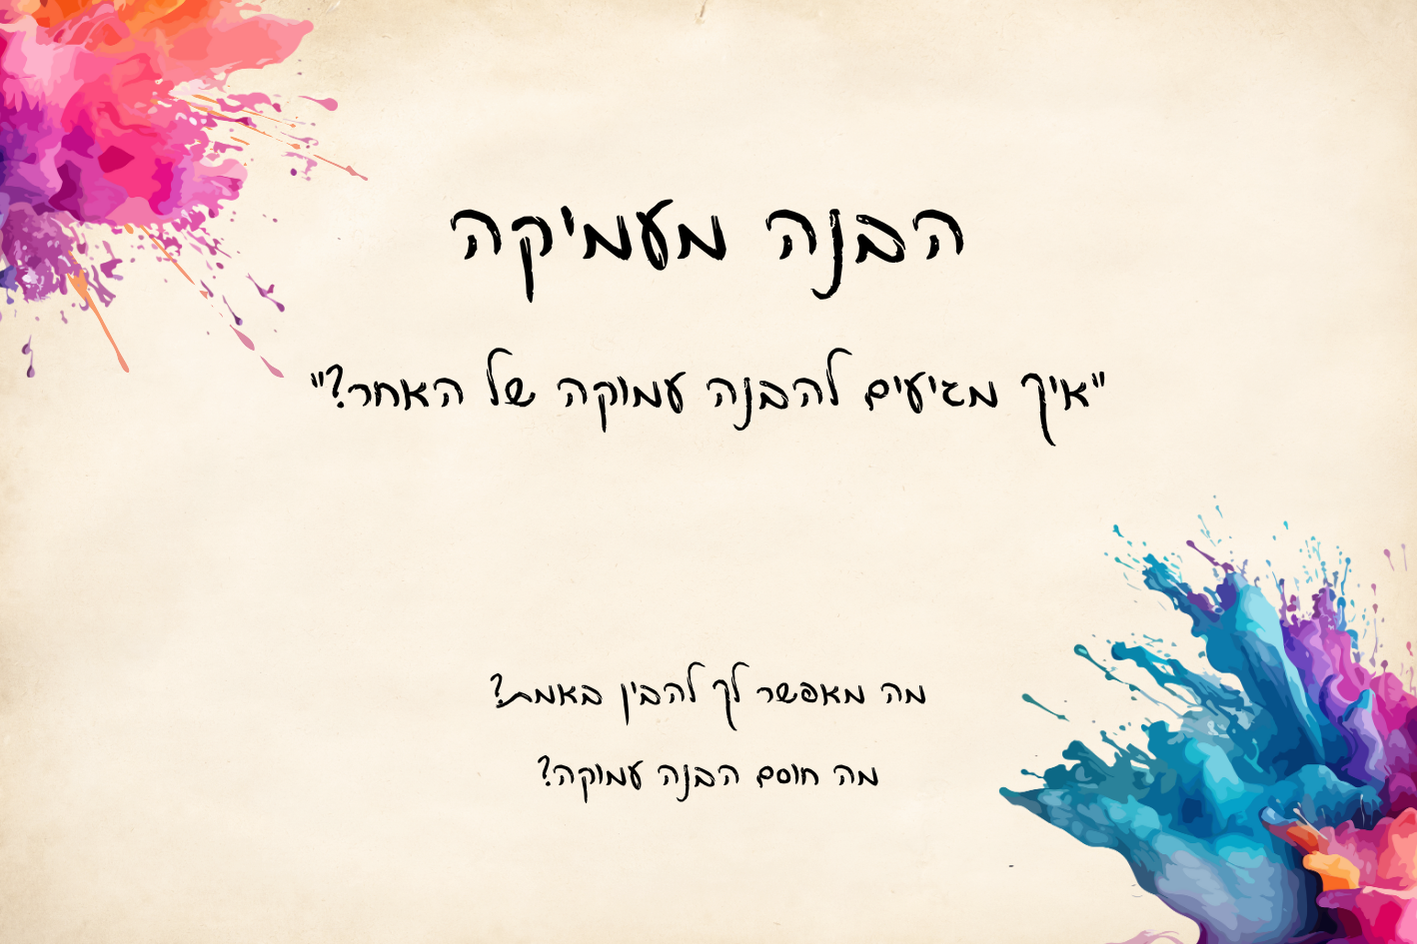 הבנה מעמיקה
"איך מגיעים להבנה עמוקה של האחר?"
מה מאפשר לך להבין באמת?
מה חוסם הבנה עמוקה?